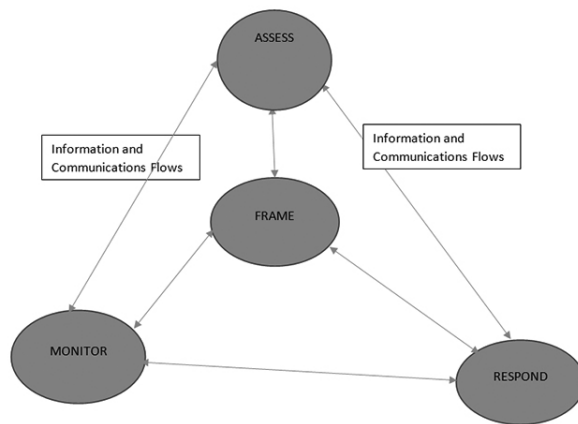 ASSESS
Information and
Communications Flows
Information and
Communications Flows
FRAME
MONITOR
RESPOND